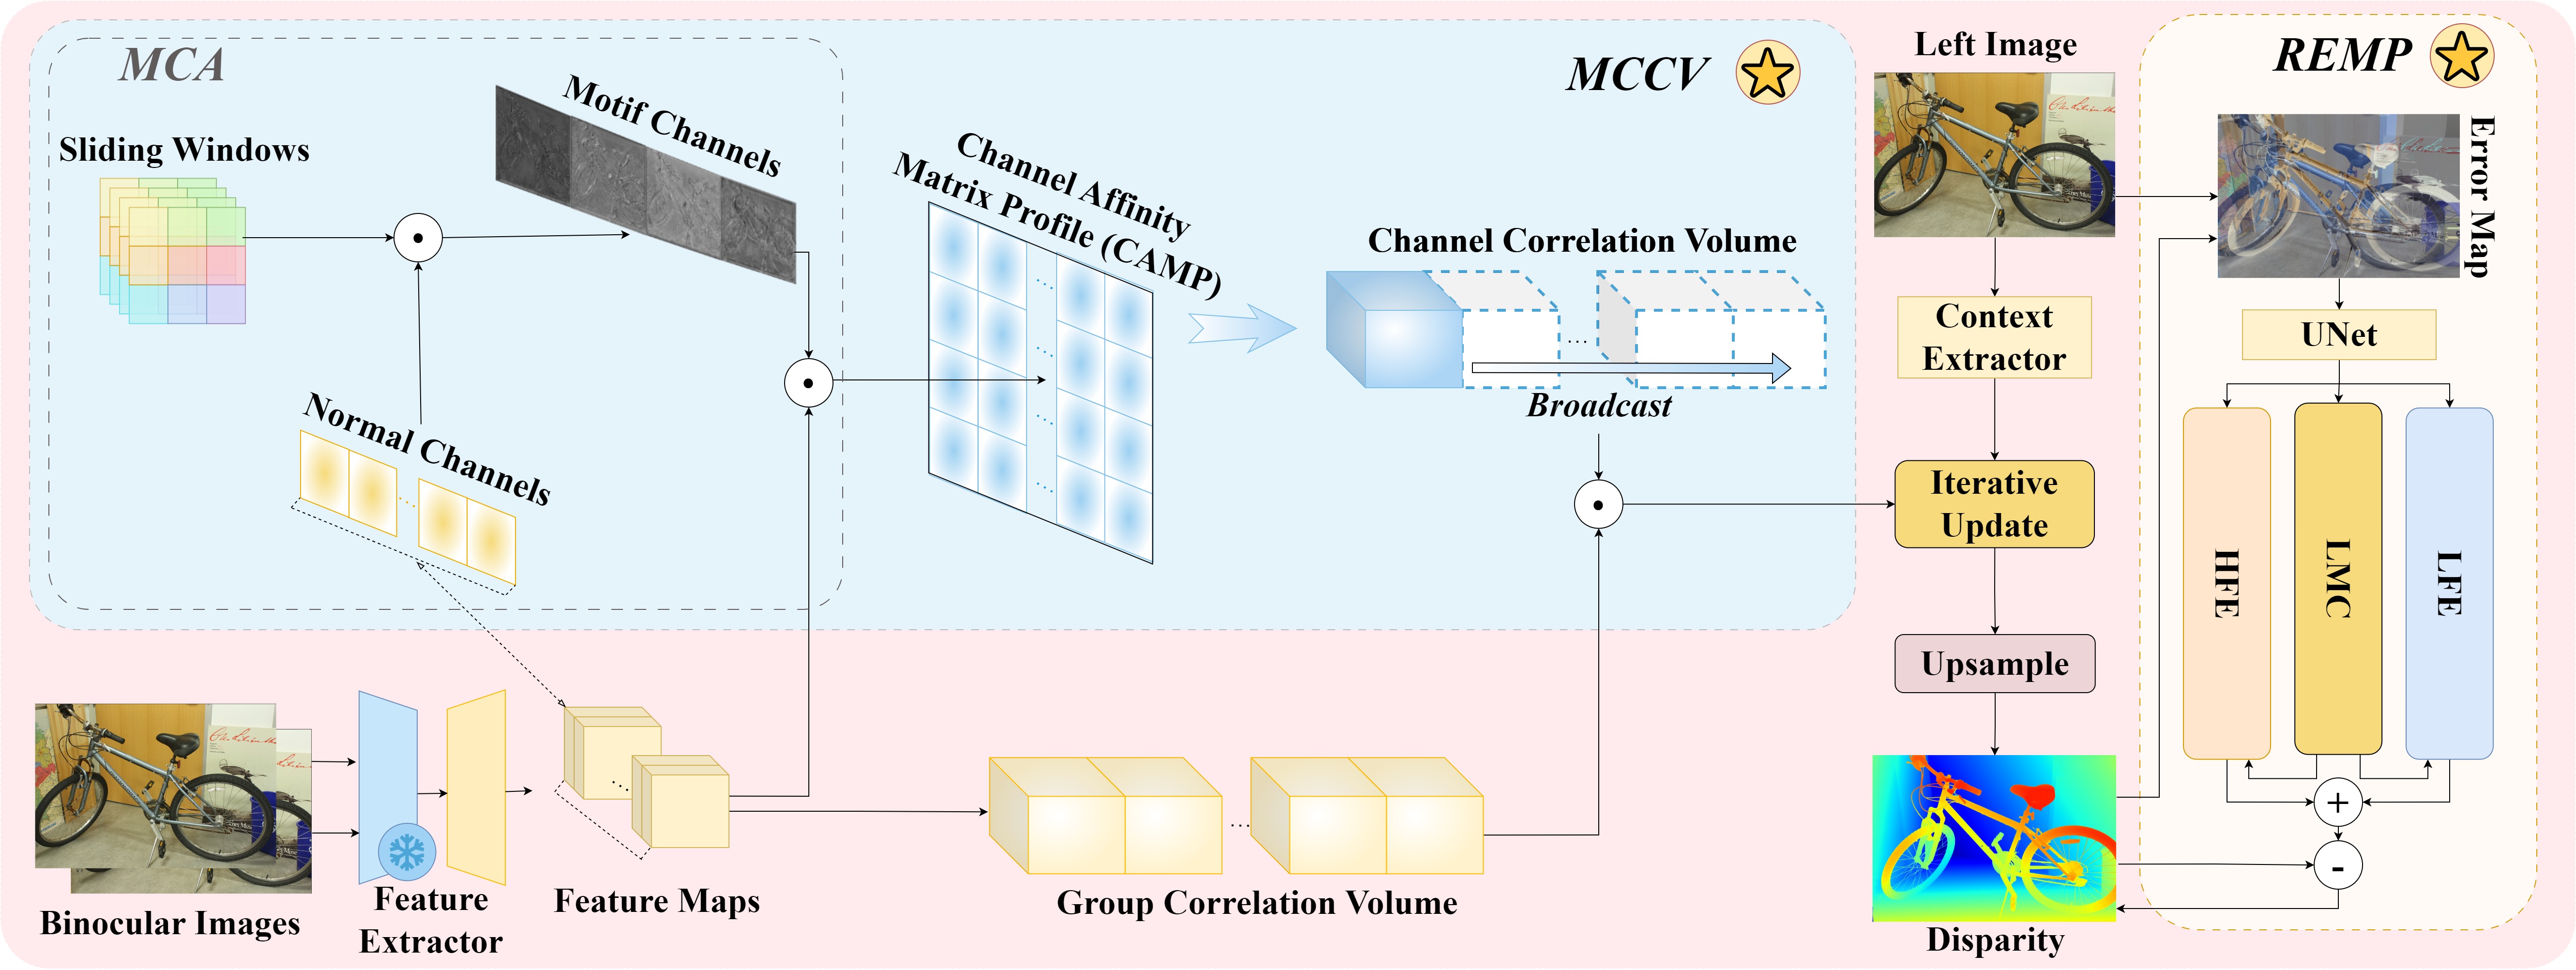 MCA
MCCV
Sliding Windows
Motif Channels
Normal Channels
Channel Affinity
Matrix Profile (CAMP)
Channel Correlation Volume
...
Broadcast
Binocular Images
Feature
Extractor
Feature Maps
Group Correlation Volume
...
Left Image
Context
Extractor
Iterative
Update
Upsample
Disparity
REMP
Error Map
UNet
HFE
LMC
LFE
+
-